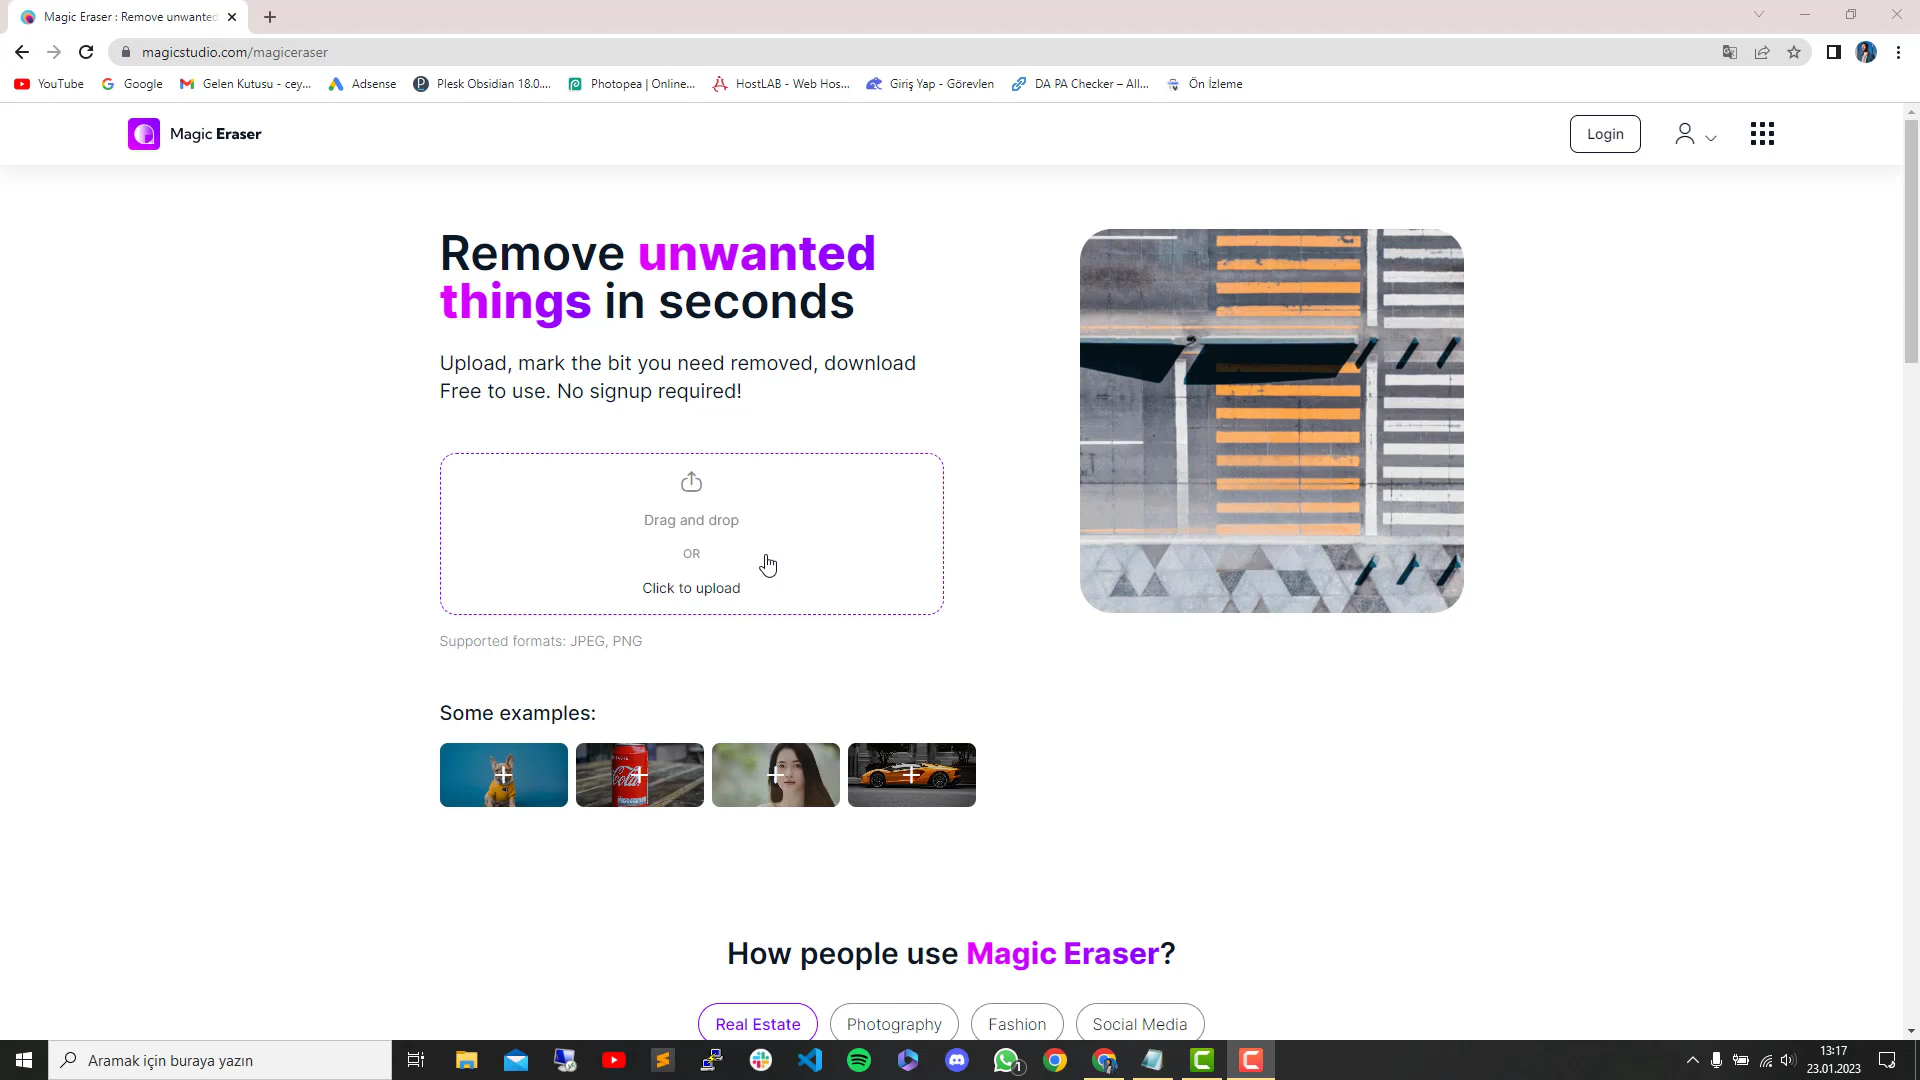 Magic Eraser : Remove unwanted
magicstudio.com/magiceraser
YouTube
Google
Gelen Kutusu - cey...
Adsense
Plesk Obsidian 18.0....
Photopea | Online...
HostLAB - Web Hos...
Giriş Yap - Görevlen
DA PA Checker – All...
Ön İzleme
Magic Eraser
Login
Remove unwanted
things in seconds
Upload, mark the bit you need removed, download
Free to use. No signup required!
Drag and drop
OR
Click to upload
Supported formats: JPEG, PNG
Some examples:
How people use Magic Eraser?
Real Estate
Photography
Fashion
Social Media
Aramak için buraya yazın
1
13:17
23.01.2023